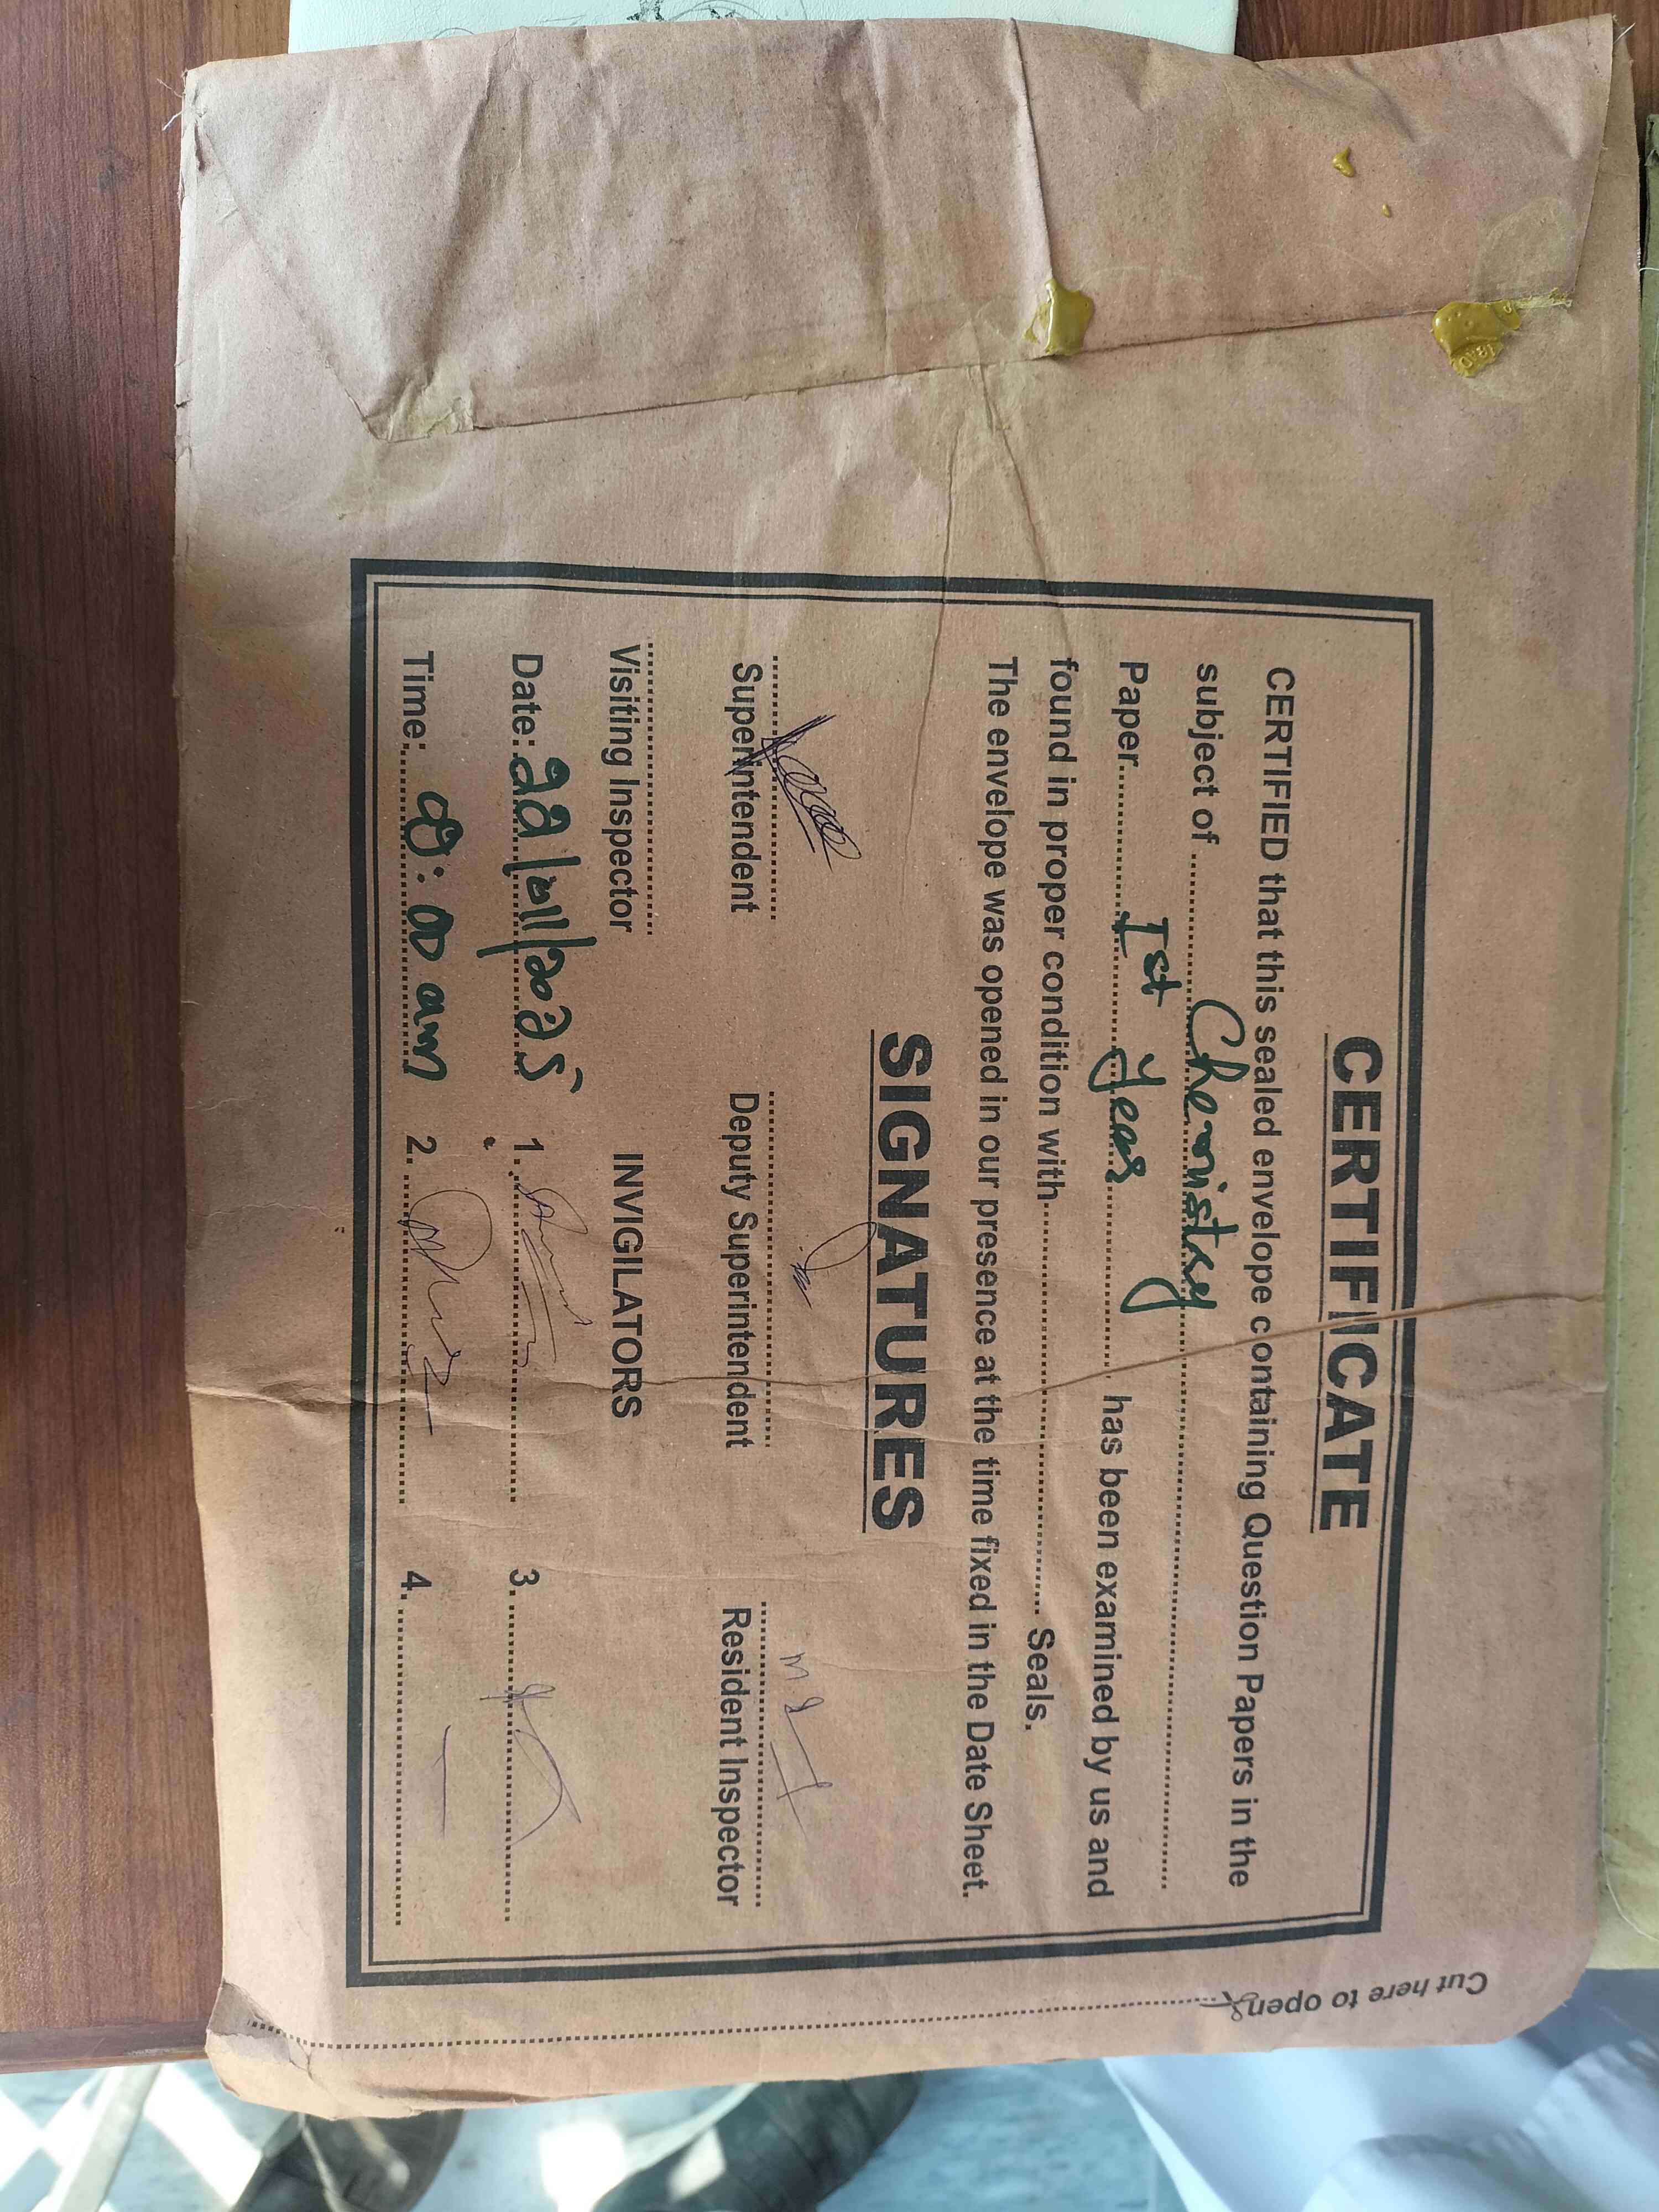 CERTIFICATE
CERTIFIED that this sealed envelope containing Question Papers in the
subject of ........ Chemistry ........
Paper ........ Ist Year ........ has been examined by us and
found in proper condition with ........ Seals.
The envelope was opened in our presence at the time fixed in the Date Sheet.
SIGNATURES
Superintendent Deputy Superintendent Resident Inspector
Visiting Inspector INVIGILATORS
Date: 22/011/2025 1. 3.
Time: 08:00 am 2. 4.
Cut here to open